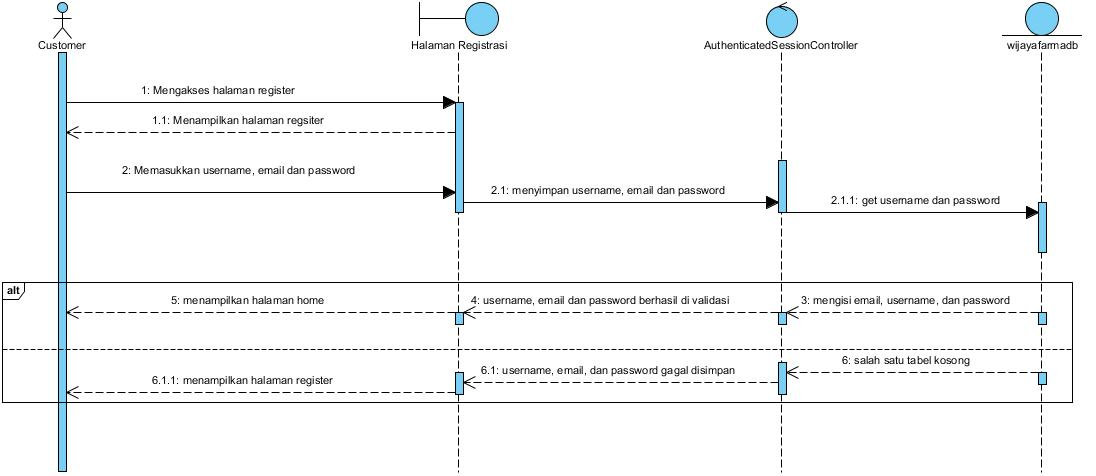 Customer
Halaman Registrasi
AuthenticatedSessionController
wijayafarmadb
1: Mengakses halaman register
1.1: Menampilkan halaman regsiter
2: Memasukkan username, email dan password
2.1: menyimpan username, email dan password
2.1.1: get username dan password
alt
5: menampilkan halaman home
4: username, email dan password berhasil di validasi
3: mengisi email, username, dan password
6: salah satu tabel kosong
6.1: username, email, dan password gagal disimpan
6.1.1: menampilkan halaman register